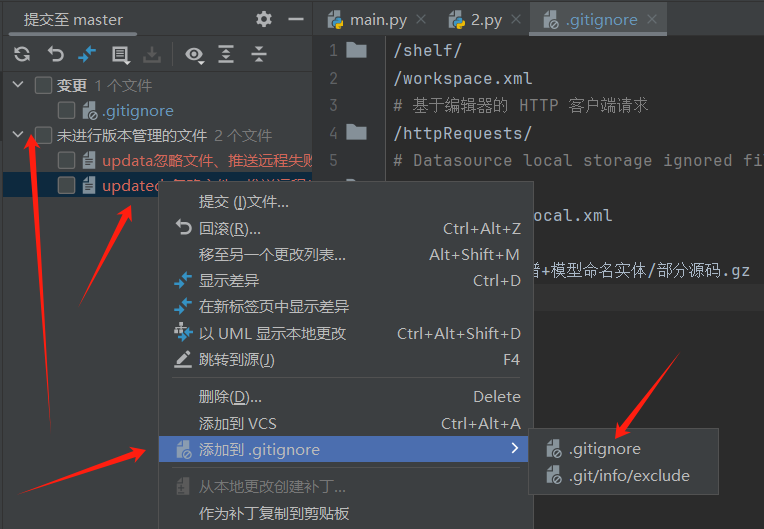 提交至 master
main.py
2.py
.gitignore
变更 1 个文件
.gitignore
未进行版本管理的文件 2 个文件
updata忽略文件、推送远程失败
1 /shelf/
2 /workspace.xml
3 # 基于编辑器的 HTTP 客户端请求
4 /httpRequests/
5 # Datasource local storage ignored fi
ocal.xml
+模型命名实体/部分源码.gz
提交 (I)文件...
回滚(R)... Ctrl+Alt+Z
移至另一个更改列表... Alt+Shift+M
显示差异 Ctrl+D
在新标签页中显示差异
以 UML 显示本地更改 Ctrl+Alt+Shift+D
跳转到源(J) F4
删除(D)... Delete
添加到 VCS Ctrl+Alt+A
添加到 .gitignore
从本地更改创建补丁...
作为补丁复制到剪贴板
.gitignore
.git/info/exclude